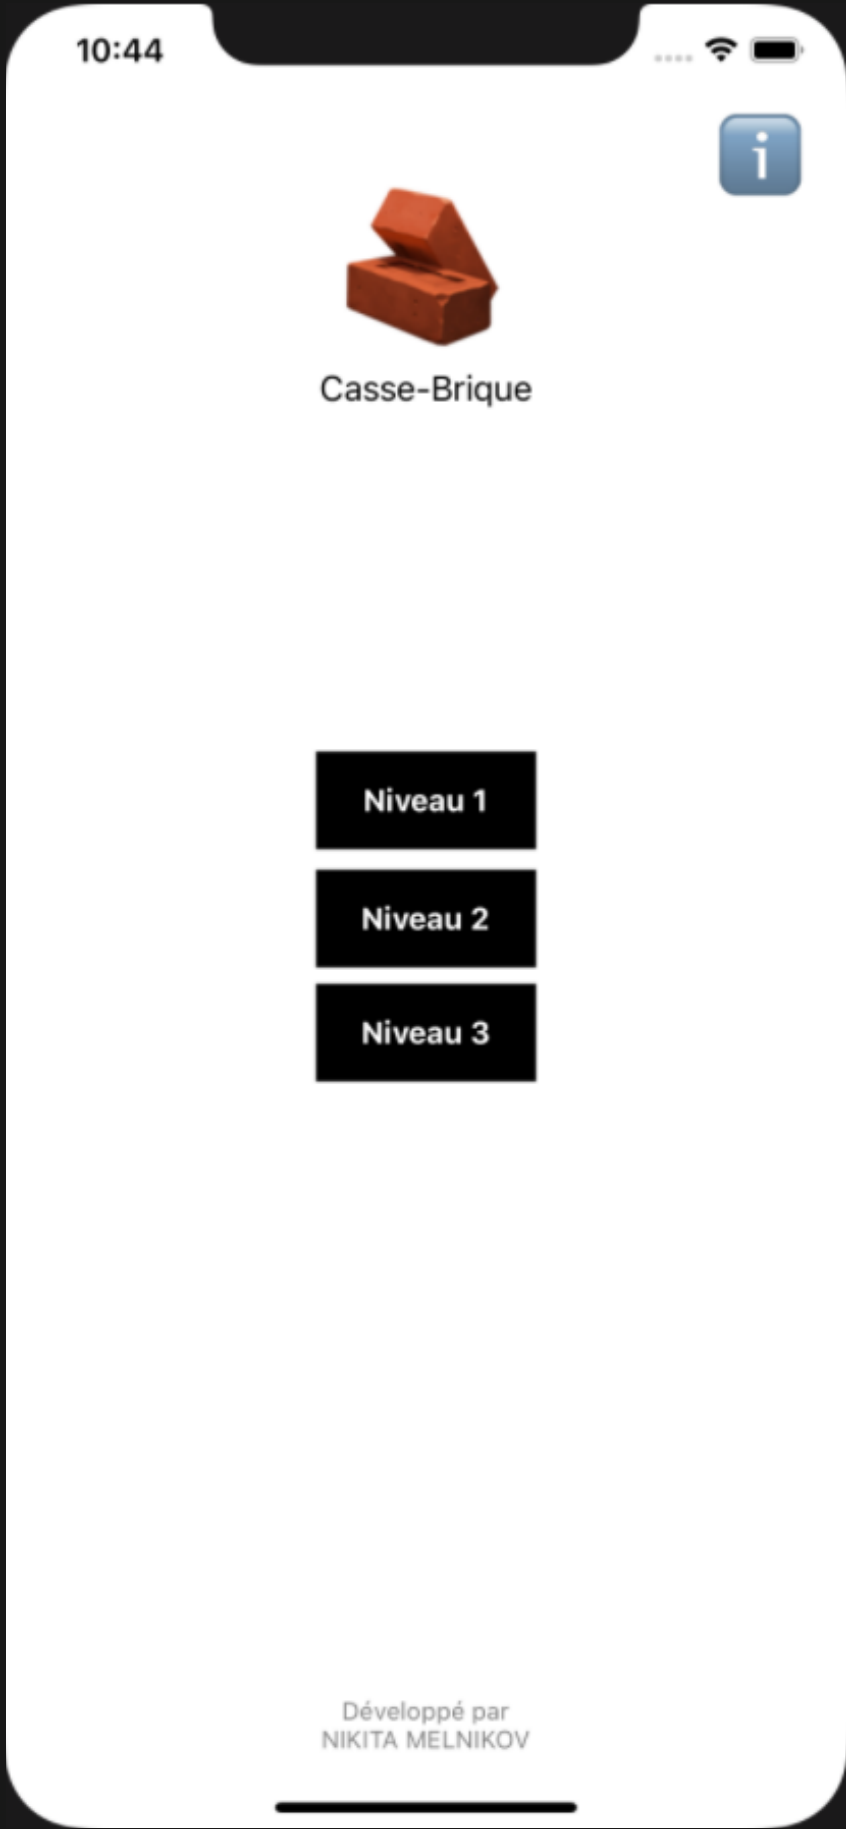 10:44
i
Casse-Brique
Niveau 1
Niveau 2
Niveau 3
Développé par
NIKITA MELNIKOV